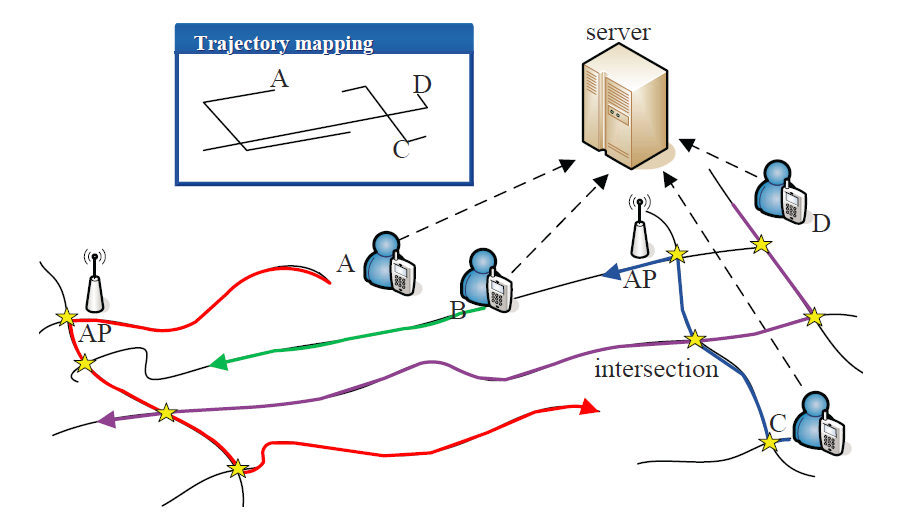 server
Trajectory mapping
A
D
C
D
A
AP
B
AP
intersection
C